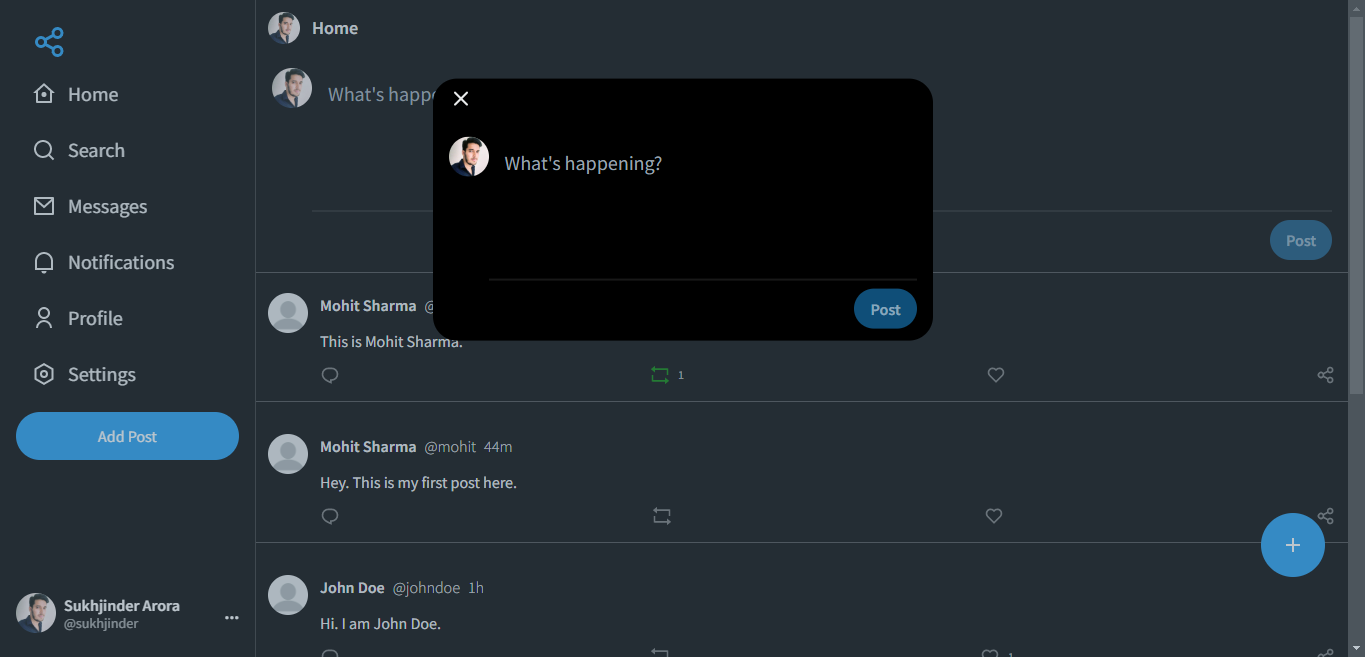 Home
Search
Messages
Notifications
Profile
Settings
Add Post
Sukhjinder Arora
@sukhjinder
Home
What's happe
Post
What's happening?
Post
Mohit Sharma @
This is Mohit Sharma.
1
Mohit Sharma @mohit 44m
Hey. This is my first post here.
John Doe @johndoe 1h
Hi. I am John Doe.
1